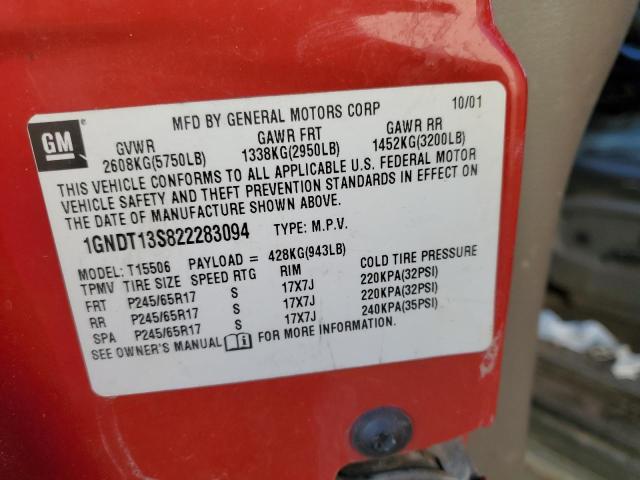 GM
MFD BY GENERAL MOTORS CORP 10/01
GVWR GAWR FRT GAWR RR
2608KG(5750LB) 1338KG(2950LB) 1452KG(3200LB)
THIS VEHICLE CONFORMS TO ALL APPLICABLE U.S. FEDERAL MOTOR
VEHICLE SAFETY AND THEFT PREVENTION STANDARDS IN EFFECT ON
THE DATE OF MANUFACTURE SHOWN ABOVE.
1GNDT13S822283094 TYPE: M.P.V.
MODEL: T15506 PAYLOAD = 428KG(943LB)
TPMV TIRE SIZE SPEED RTG RIM COLD TIRE PRESSURE
FRT P245/65R17 S 17X7J 220KPA(32PSI)
RR P245/65R17 S 17X7J 220KPA(32PSI)
SPA P245/65R17 S 17X7J 240KPA(35PSI)
SEE OWNER'S MANUAL FOR MORE INFORMATION.